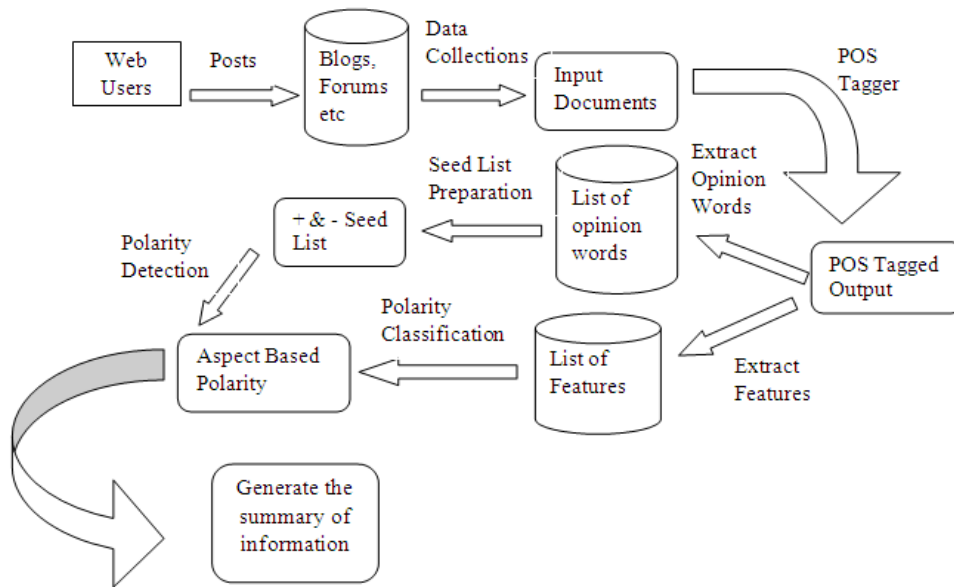 Web
Users
Posts
Blogs,
Forums
etc
Data
Collections
Input
Documents
POS
Tagger
Extract
Opinion
Words
Seed List
Preparation
List of
opinion
words
+ & - Seed
List
Polarity
Detection
POS Tagged
Output
Polarity
Classification
List of
Features
Extract
Features
Aspect Based
Polarity
Generate the
summary of
information